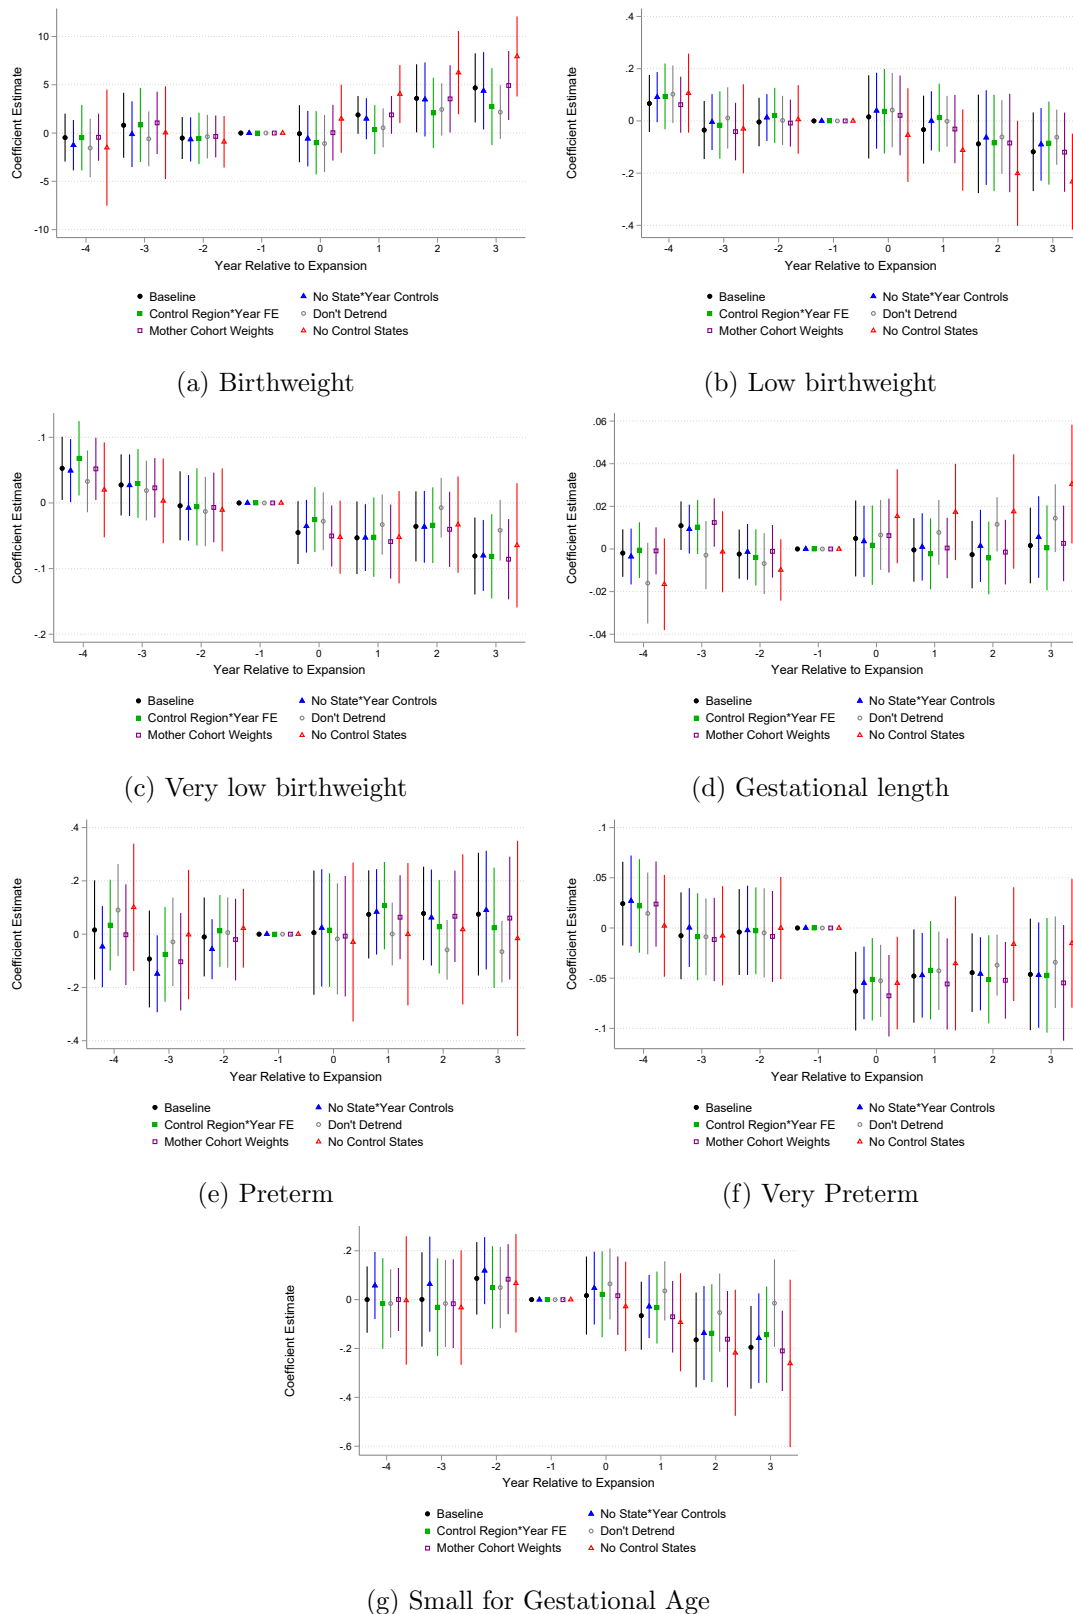 10
5
0
-5
-10
Coefficient Estimate
-4 -3 -2 -1 0 1 2 3
Year Relative to Expansion
Baseline No State*Year Controls
Control Region*Year FE Don't Detrend
Mother Cohort Weights No Control States
(a) Birthweight
.4
.2
0
-.2
-.4
Coefficient Estimate
-4 -3 -2 -1 0 1 2 3
Year Relative to Expansion
Baseline No State*Year Controls
Control Region*Year FE Don't Detrend
Mother Cohort Weights No Control States
(b) Low birthweight
.1
0
-.1
-.2
Coefficient Estimate
-4 -3 -2 -1 0 1 2 3
Year Relative to Expansion
Baseline No State*Year Controls
Control Region*Year FE Don't Detrend
Mother Cohort Weights No Control States
(c) Very low birthweight
.06
.04
.02
0
-.02
-.04
Coefficient Estimate
-4 -3 -2 -1 0 1 2 3
Year Relative to Expansion
Baseline No State*Year Controls
Control Region*Year FE Don't Detrend
Mother Cohort Weights No Control States
(d) Gestational length
.4
.2
0
-.2
-.4
Coefficient Estimate
-4 -3 -2 -1 0 1 2 3
Year Relative to Expansion
Baseline No State*Year Controls
Control Region*Year FE Don't Detrend
Mother Cohort Weights No Control States
(e) Preterm
.1
.05
0
-.05
-.1
Coefficient Estimate
-4 -3 -2 -1 0 1 2 3
Year Relative to Expansion
Baseline No State*Year Controls
Control Region*Year FE Don't Detrend
Mother Cohort Weights No Control States
(f) Very Preterm
.2
0
-.2
-.4
-.6
Coefficient Estimate
-4 -3 -2 -1 0 1 2 3
Year Relative to Expansion
Baseline No State*Year Controls
Control Region*Year FE Don't Detrend
Mother Cohort Weights No Control States
(g) Small for Gestational Age